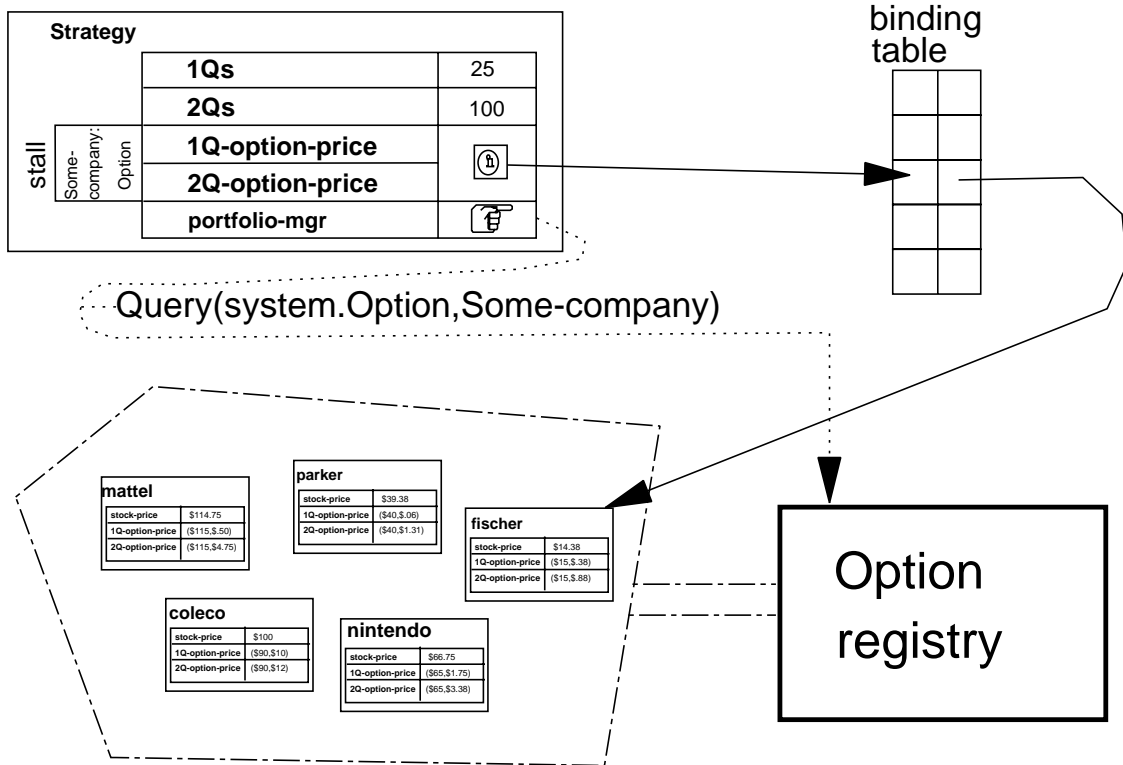 Strategy
1Qs 25
2Qs 100
stall
Some-
company:
Option
1Q-option-price
2Q-option-price
portfolio-mgr
binding
table
Query(system.Option,Some-company)
mattel
stock-price $114.75
1Q-option-price ($115,$.50)
2Q-option-price ($115,$4.75)
parker
stock-price $39.38
1Q-option-price ($40,$.06)
2Q-option-price ($40,$1.31)
fischer
stock-price $14.38
1Q-option-price ($15,$.38)
2Q-option-price ($15,$.88)
coleco
stock-price $100
1Q-option-price ($90,$10)
2Q-option-price ($90,$12)
nintendo
stock-price $66.75
1Q-option-price ($65,$1.75)
2Q-option-price ($65,$3.38)
Option
registry